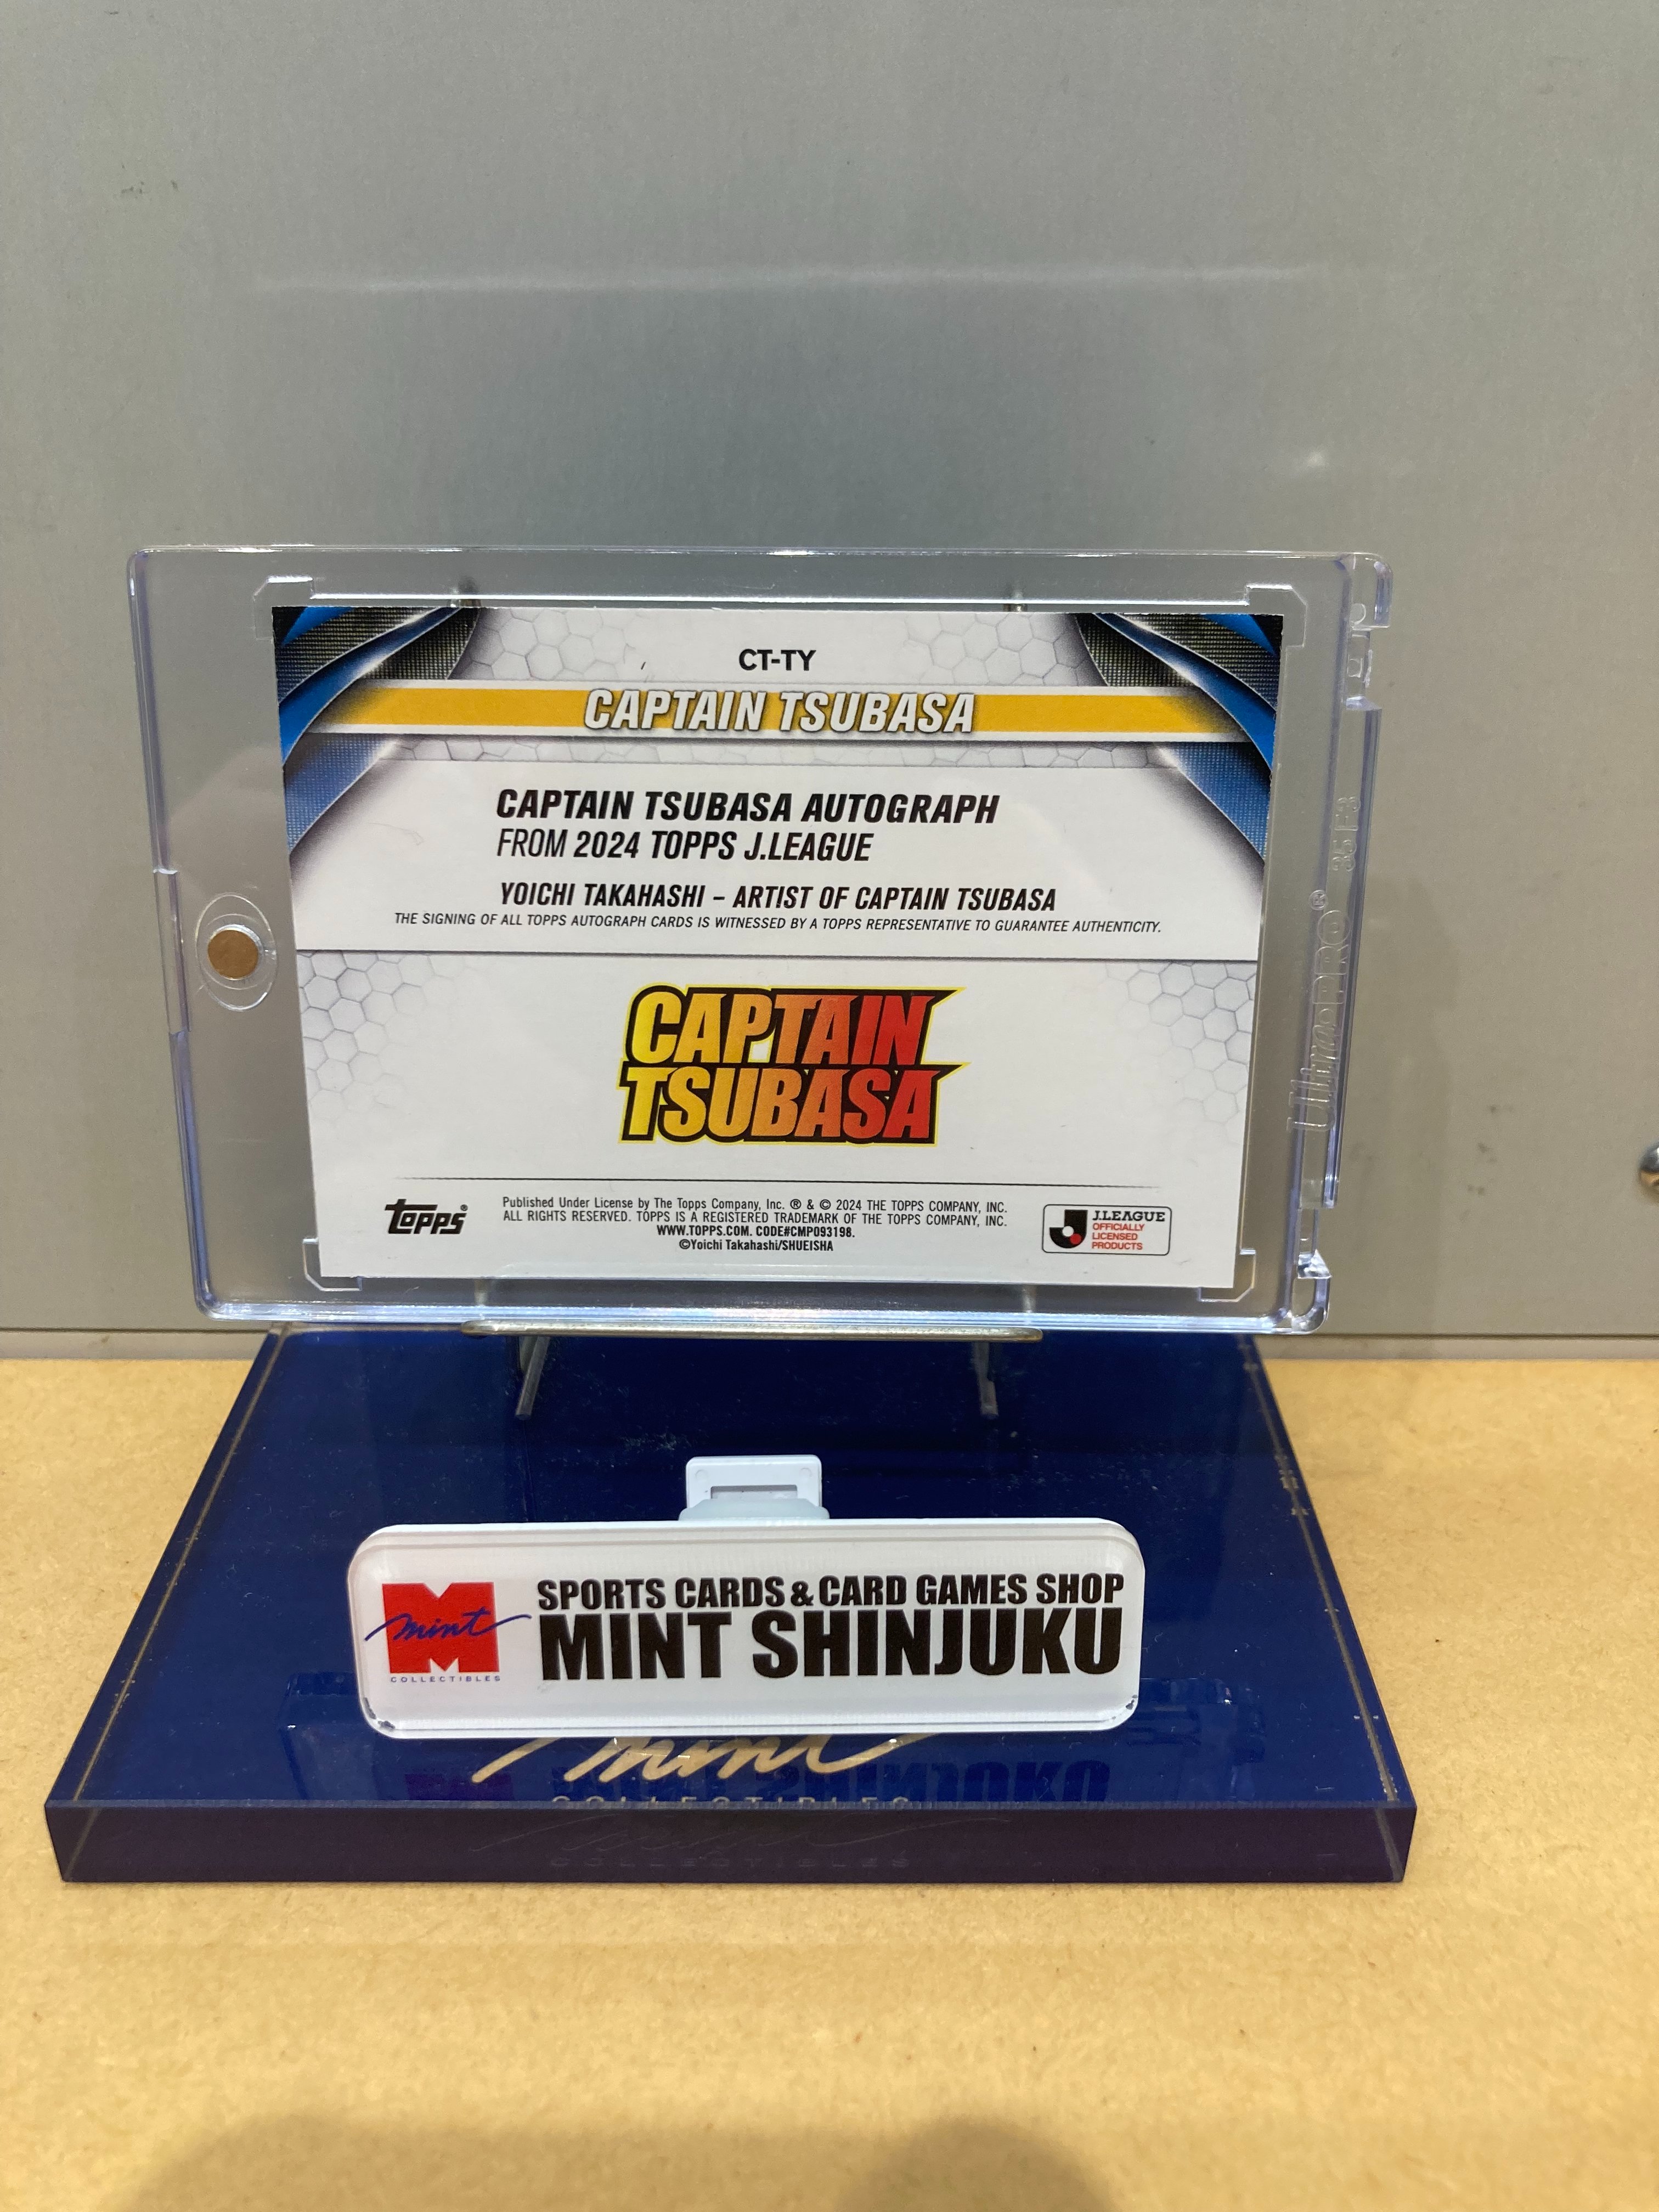 CT-TY
CAPTAIN TSUBASA
CAPTAIN TSUBASA AUTOGRAPH
FROM 2024 TOPPS J.LEAGUE
YOICHI TAKAHASHI – ARTIST OF CAPTAIN TSUBASA
THE SIGNING OF ALL TOPPS AUTOGRAPH CARDS IS WITNESSED BY A TOPPS REPRESENTATIVE TO GUARANTEE AUTHENTICITY.
CAPTAIN
TSUBASA
topps®
Published Under License by The Topps Company, Inc. ® & © 2024 THE TOPPS COMPANY, INC.
ALL RIGHTS RESERVED. TOPPS IS A REGISTERED TRADEMARK OF THE TOPPS COMPANY, INC.
WWW.TOPPS.COM. CODE#CMP093198.
©Yoichi Takahashi/SHUEISHA
J.LEAGUE
OFFICIALLY
LICENSED
PRODUCTS
Ultra PRO®
mint
COLLECTIBLES
SPORTS CARDS & CARD GAMES SHOP
MINT SHINJUKU
mint
COLLECTIBLES